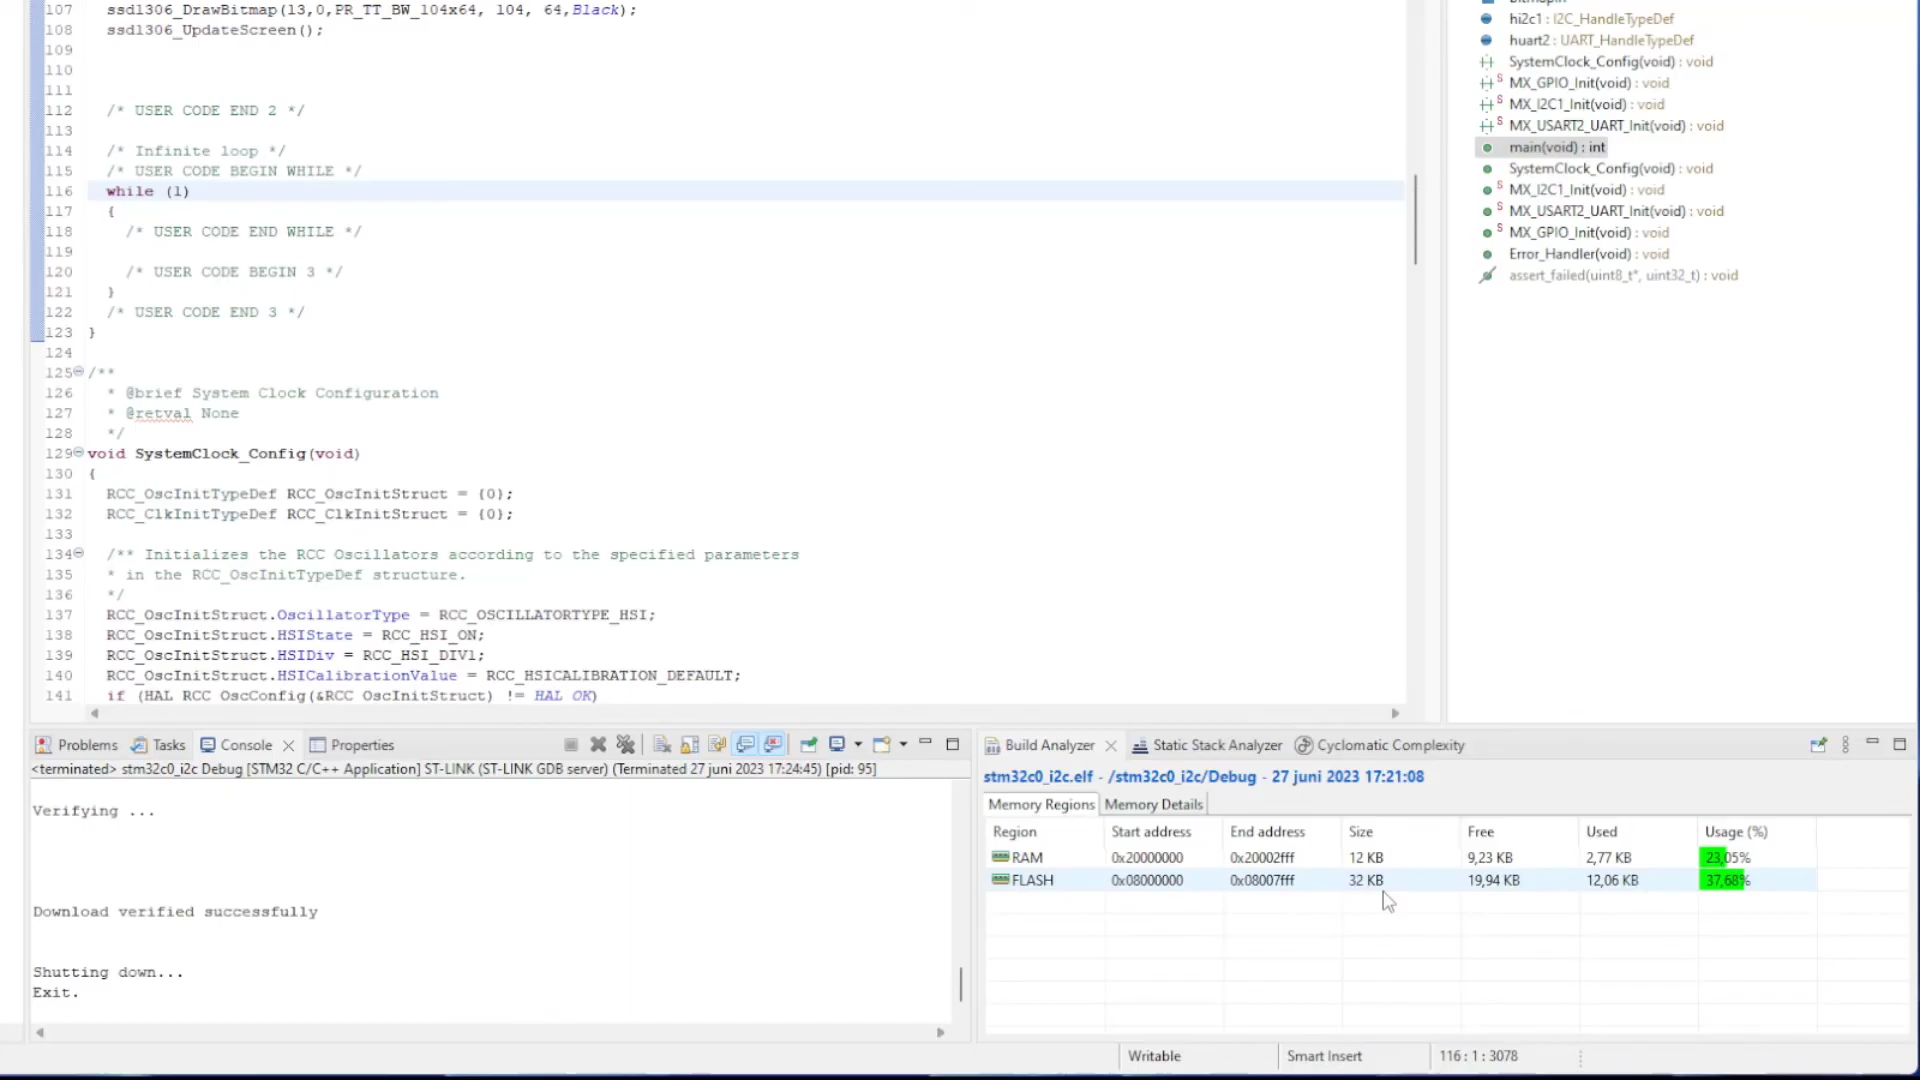 107 ssd1306_DrawBitmap(13,0,PR_TT_BW_104x64, 104, 64,Black);
108 ssd1306_UpdateScreen();
109
110
111
112 /* USER CODE END 2 */
113
114 /* Infinite loop */
115 /* USER CODE BEGIN WHILE */
116 while (1)
117 {
118 /* USER CODE END WHILE */
119
120 /* USER CODE BEGIN 3 */
121 }
122 /* USER CODE END 3 */
123 }
124
125 /**
126 * @brief System Clock Configuration
127 * @retval None
128 */
129 void SystemClock_Config(void)
130 {
131 RCC_OscInitTypeDef RCC_OscInitStruct = {0};
132 RCC_ClkInitTypeDef RCC_ClkInitStruct = {0};
133
134 /** Initializes the RCC Oscillators according to the specified parameters
135 * in the RCC_OscInitTypeDef structure.
136 */
137 RCC_OscInitStruct.OscillatorType = RCC_OSCILLATORTYPE_HSI;
138 RCC_OscInitStruct.HSIState = RCC_HSI_ON;
139 RCC_OscInitStruct.HSIDiv = RCC_HSI_DIV1;
140 RCC_OscInitStruct.HSICalibrationValue = RCC_HSICALIBRATION_DEFAULT;
141 if (HAL_RCC_OscConfig(&RCC_OscInitStruct) != HAL_OK)
hi2c1 : I2C_HandleTypeDef
huart2 : UART_HandleTypeDef
SystemClock_Config(void) : void
S MX_GPIO_Init(void) : void
S MX_I2C1_Init(void) : void
S MX_USART2_UART_Init(void) : void
main(void) : int
SystemClock_Config(void) : void
S MX_I2C1_Init(void) : void
S MX_USART2_UART_Init(void) : void
S MX_GPIO_Init(void) : void
Error_Handler(void) : void
assert_failed(uint8_t*, uint32_t) : void
Problems Tasks Console Properties
<terminated> stm32c0_i2c Debug [STM32 C/C++ Application] ST-LINK (ST-LINK GDB server) (Terminated 27 juni 2023 17:24:45) [pid: 95]
Verifying ...
Download verified successfully
Shutting down...
Exit.
Build Analyzer Static Stack Analyzer Cyclomatic Complexity
stm32c0_i2c.elf - /stm32c0_i2c/Debug - 27 juni 2023 17:21:08
Memory Regions Memory Details
Region Start address End address Size Free Used Usage (%)
RAM 0x20000000 0x20002fff 12 KB 9,23 KB 2,77 KB 23,05%
FLASH 0x08000000 0x08007fff 32 KB 19,94 KB 12,06 KB 37,68%
Writable Smart Insert 116 : 1 : 3078